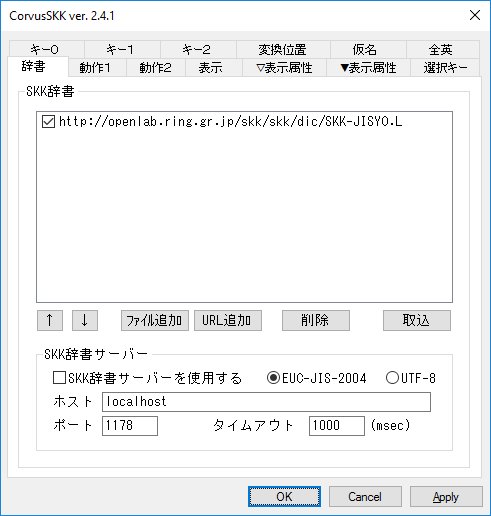 CorvusSKK ver. 2.4.1
キー0 キー1 キー2 変換位置 仮名 全英
辞書 動作1 動作2 表示 ▽表示属性 ▼表示属性 選択キー
SKK辞書
http://openlab.ring.gr.jp/skk/skk/dic/SKK-JISYO.L
↑ ↓ ファイル追加 URL追加 削除 取込
SKK辞書サーバー
SKK辞書サーバーを使用する EUC-JIS-2004 UTF-8
ホスト localhost
ポート 1178 タイムアウト 1000 (msec)
OK Cancel Apply